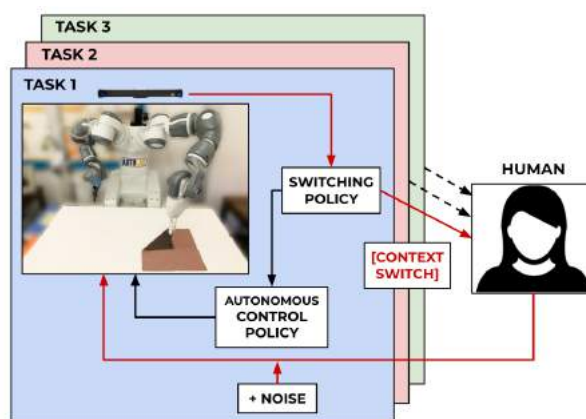 TASK 3
TASK 2
TASK 1
HUMAN
SWITCHING
POLICY
[CONTEXT
SWITCH]
AUTONOMOUS
CONTROL
POLICY
+ NOISE